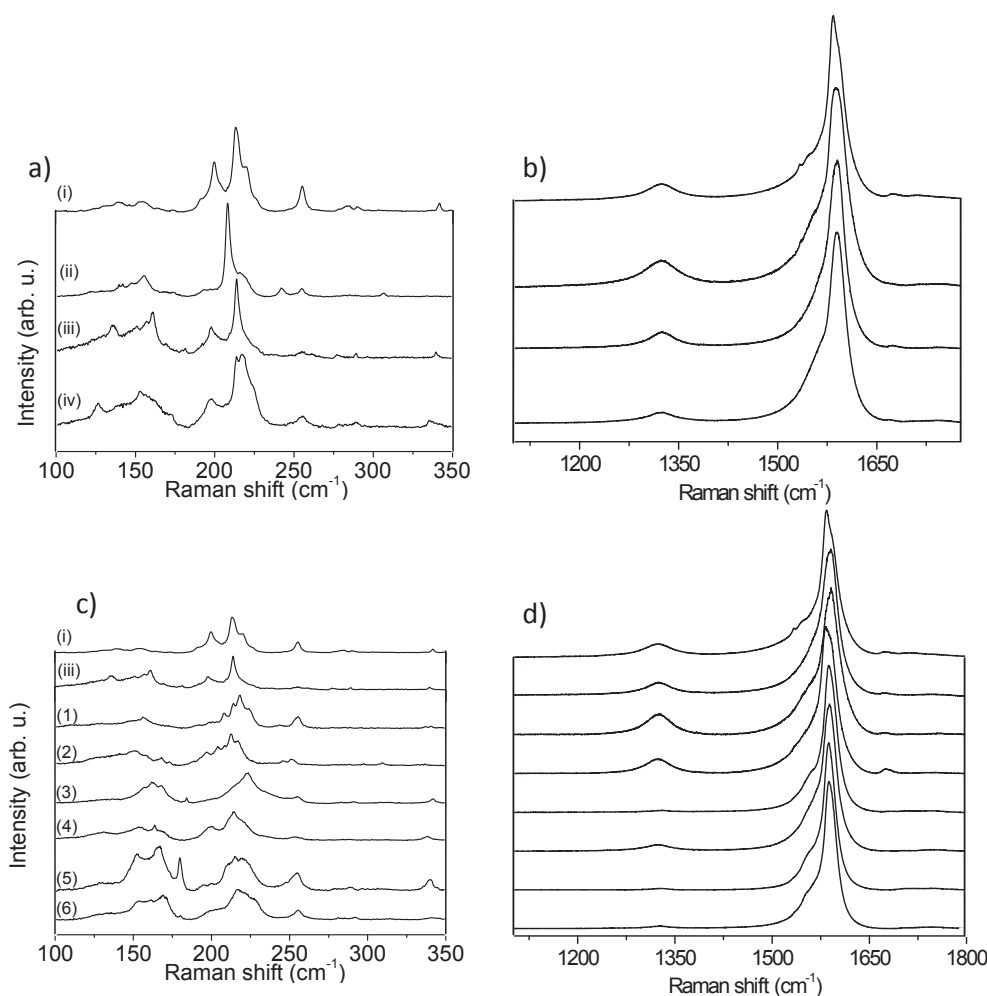 a)
(i)
(ii)
(iii)
(iv)
Intensity (arb. u.)
100 150 200 250 300 350
Raman shift (cm⁻¹)
b)
1200 1350 1500 1650
Raman shift (cm⁻¹)
c)
(i)
(iii)
(1)
(2)
(3)
(4)
(5)
(6)
Intensity (arb. u.)
100 150 200 250 300 350
Raman shift (cm⁻¹)
d)
1200 1350 1500 1650 1800
Raman shift (cm⁻¹)